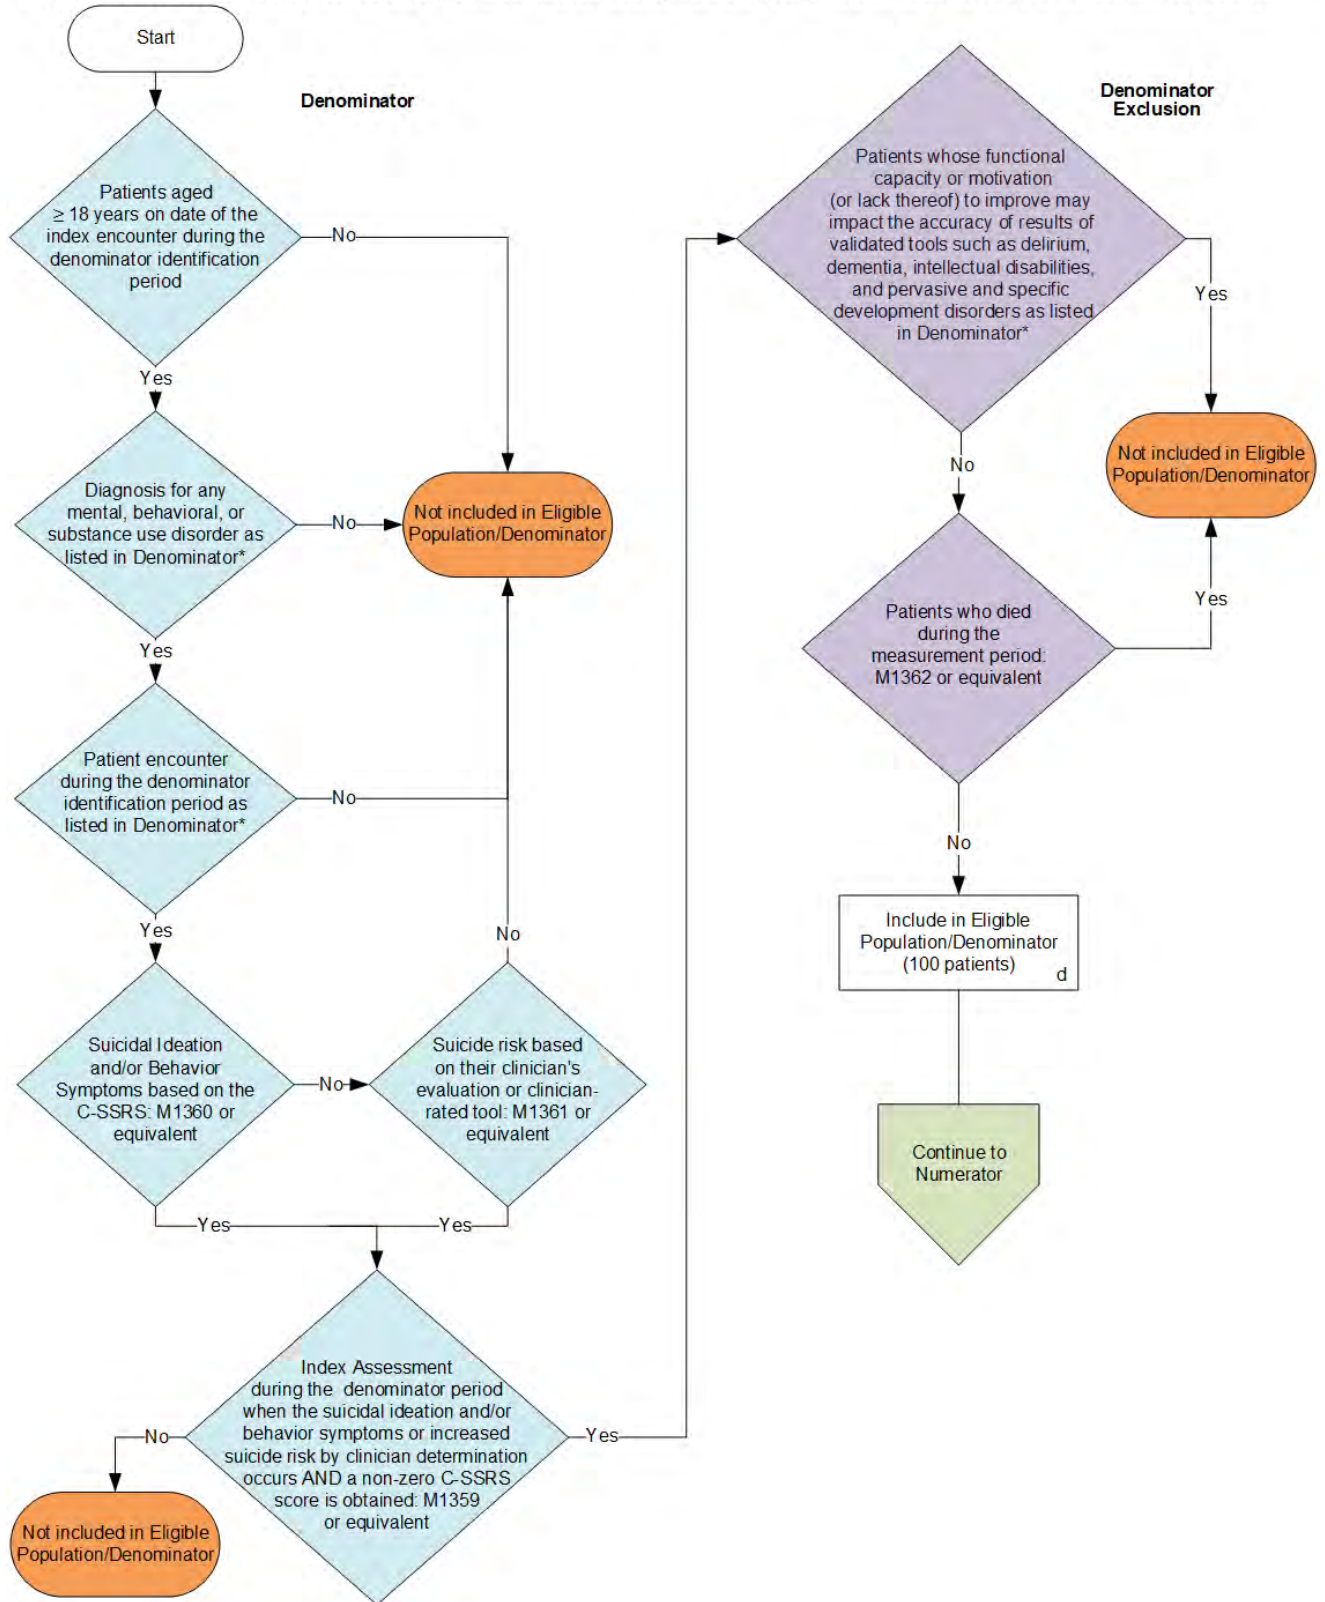 Start
Denominator
Patients aged
≥ 18 years on date of the
index encounter during the
denominator identification
period
No
Yes
Diagnosis for any
mental, behavioral, or
substance use disorder as
listed in Denominator*
No
Not included in Eligible
Population/Denominator
Yes
Patient encounter
during the denominator
identification period as
listed in Denominator*
No
Yes
No
Suicidal Ideation
and/or Behavior
Symptoms based on the
C-SSRS: M1360 or
equivalent
No
Suicide risk based
on their clinician's
evaluation or clinician-
rated tool: M1361 or
equivalent
Yes
Yes
Index Assessment
during the denominator period
when the suicidal ideation and/or
behavior symptoms or increased
suicide risk by clinician determination
occurs AND a non-zero C-SSRS
score is obtained: M1359
or equivalent
No
Yes
Not included in Eligible
Population/Denominator
Denominator
Exclusion
Patients whose functional
capacity or motivation
(or lack thereof) to improve may
impact the accuracy of results of
validated tools such as delirium,
dementia, intellectual disabilities,
and pervasive and specific
development disorders as listed
in Denominator*
Yes
Not included in Eligible
Population/Denominator
No
Patients who died
during the
measurement period:
M1362 or equivalent
Yes
No
Include in Eligible
Population/Denominator
(100 patients)
d
Continue to
Numerator